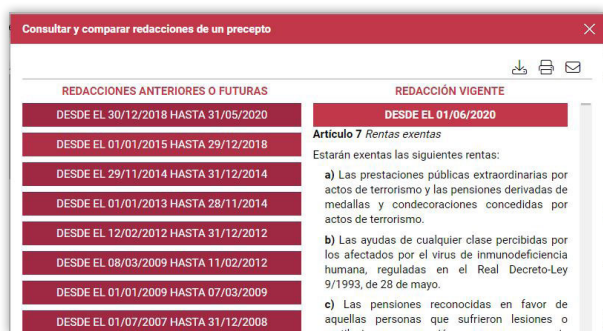 Consultar y comparar redacciones de un precepto
REDACCIONES ANTERIORES O FUTURAS
DESDE EL 30/12/2018 HASTA 31/05/2020
DESDE EL 01/01/2015 HASTA 29/12/2018
DESDE EL 29/11/2014 HASTA 31/12/2014
DESDE EL 01/01/2013 HASTA 28/11/2014
DESDE EL 12/02/2012 HASTA 31/12/2012
DESDE EL 08/03/2009 HASTA 11/02/2012
DESDE EL 01/01/2009 HASTA 07/03/2009
DESDE EL 01/07/2007 HASTA 31/12/2008
REDACCIÓN VIGENTE
DESDE EL 01/06/2020
Artículo 7 Rentas exentas
Estarán exentas las siguientes rentas:
a) Las prestaciones públicas extraordinarias por
actos de terrorismo y las pensiones derivadas de
medallas y condecoraciones concedidas por
actos de terrorismo.
b) Las ayudas de cualquier clase percibidas por
los afectados por el virus de inmunodeficiencia
humana, reguladas en el Real Decreto-Ley
9/1993, de 28 de mayo.
c) Las pensiones reconocidas en favor de
aquellas personas que sufrieron lesiones o